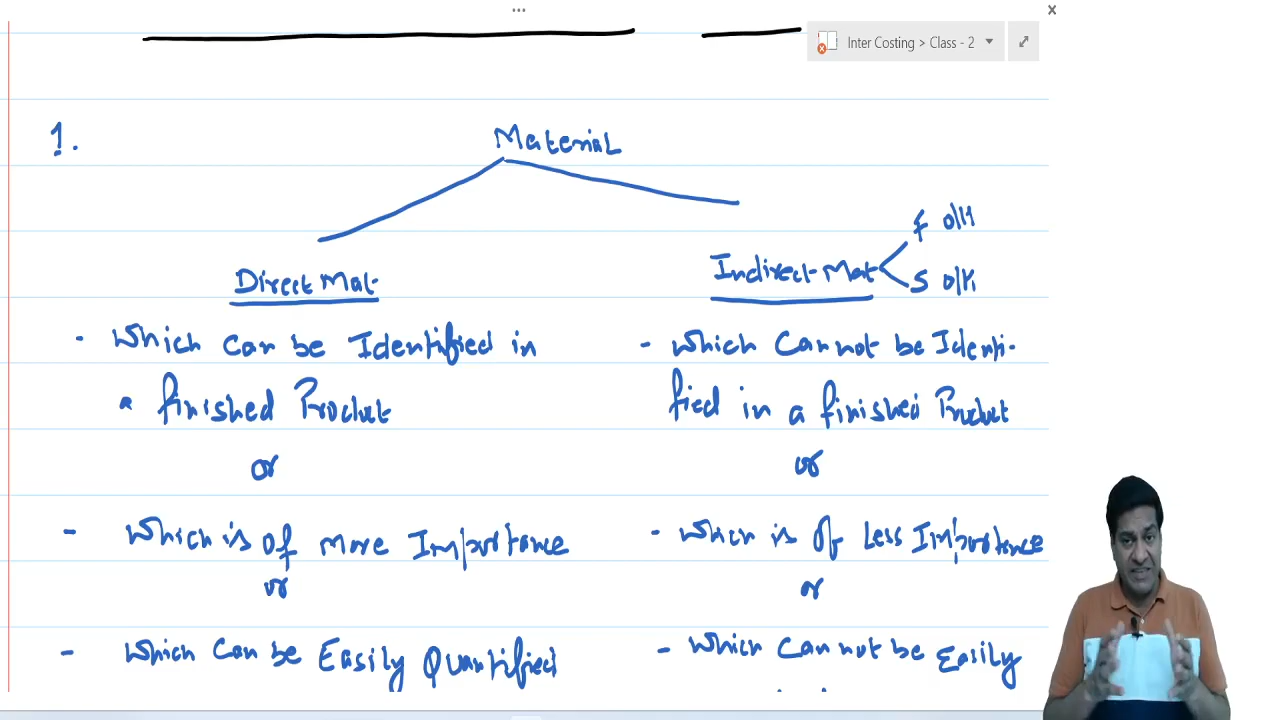 ...
Inter Costing > Class - 2
1.
Material
Direct Mat.
Indirect Mat
F O/H
S O/H
- Which can be Identified in
a finished Product
or
- Which is of More Importance
or
- Which can be Easily Quantified
- Which Cannot be Identi-
fied in a finished Product
or
- Which is of Less Importance
or
- Which cannot be Easily